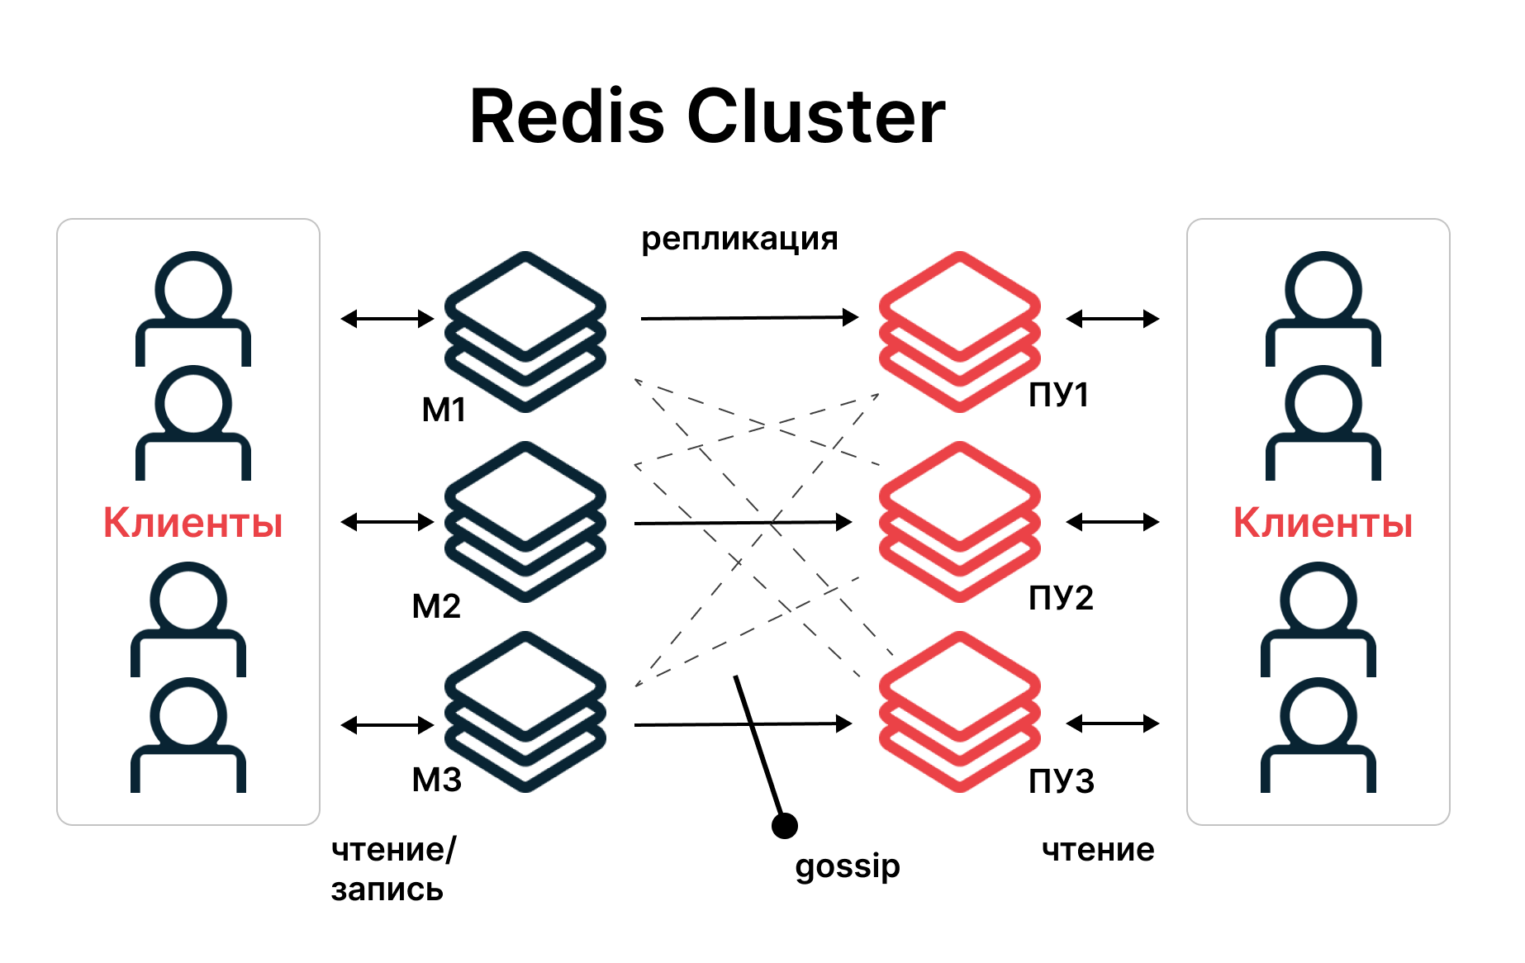 Redis Cluster
репликация
М1
ПУ1
Клиенты
Клиенты
М2
ПУ2
М3
ПУ3
чтение/
запись
gossip
чтение